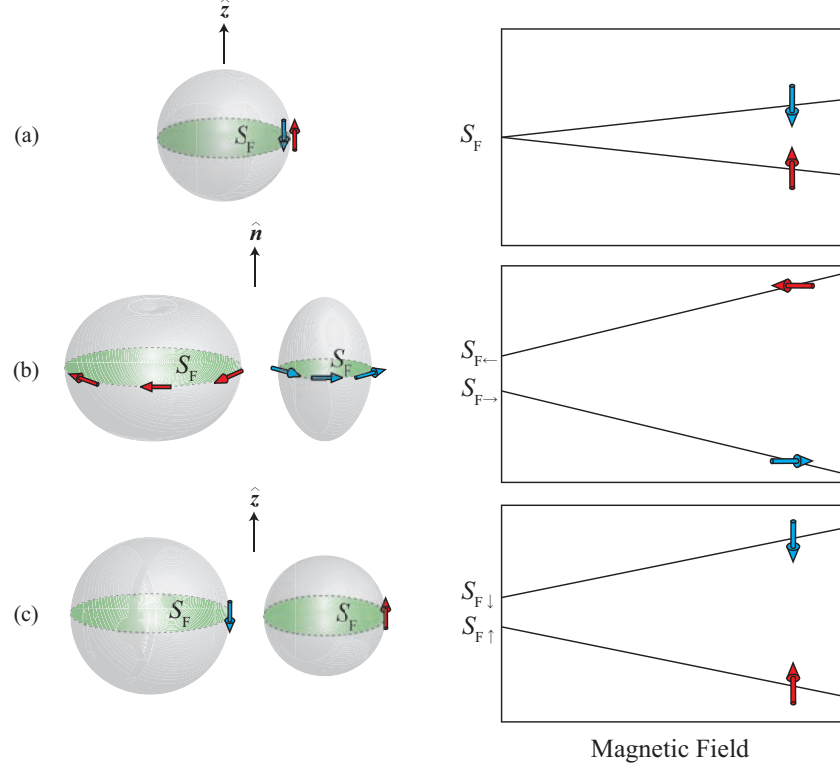 ẑ
(a)
S_F
S_F
n̂
(b)
S_F
S_F
S_F←
S_F→
ẑ
(c)
S_F
S_F
S_F↓
S_F↑
Magnetic Field